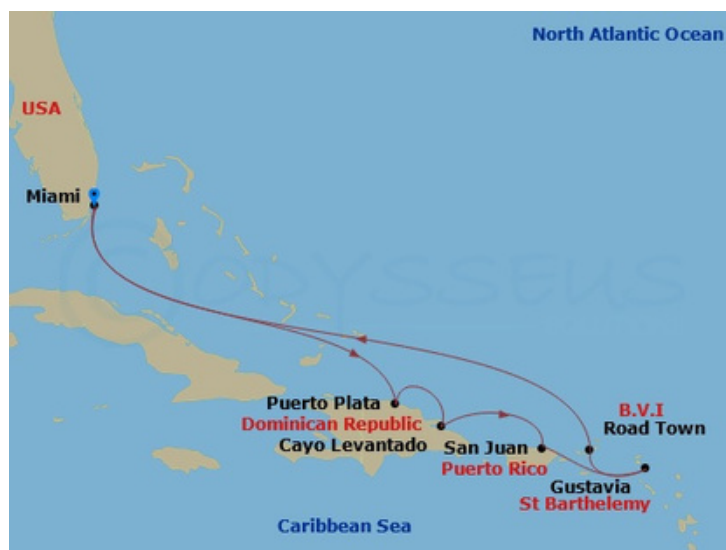 North Atlantic Ocean
USA
Miami
© ODYSSEUS
Puerto Plata
Dominican Republic
Cayo Levantado
San Juan
Puerto Rico
B.V.I
Road Town
Gustavia
St Barthelemy
Caribbean Sea